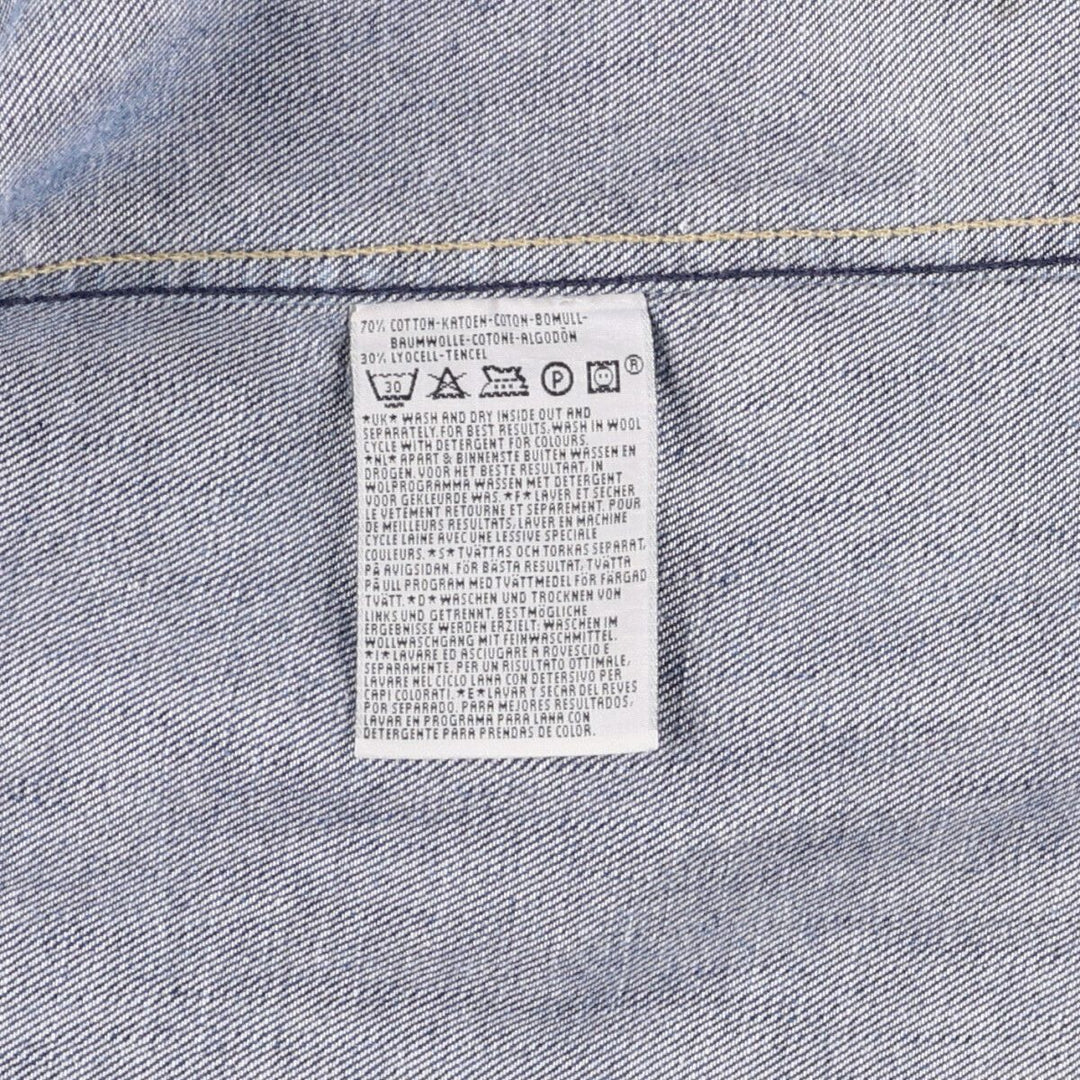 70% COTTON-KATOEN-COTON-BOMULL-
BAUMWOLLE-COTONE-ALGODÓN
30% LYOCELL-TENCEL
30 P ®
*UK* WASH AND DRY INSIDE OUT AND
SEPARATELY. FOR BEST RESULTS, WASH IN WOOL
CYCLE WITH DETERGENT FOR COLOURS.
*NL* APART & BINNENSTE BUITEN WASSEN EN
DROGEN. VOOR HET BESTE RESULTAAT, IN
WOLPROGRAMMA WASSEN MET DETERGENT
VOOR GEKLEURDE WAS. *F* LAVER ET SECHER
LE VETEMENT RETOURNE ET SEPAREMENT. POUR
DE MEILLEURS RESULTATS, LAVER EN MACHINE
CYCLE LAINE AVEC UNE LESSIVE SPECIALE
COULEURS. *S* TVÄTTAS OCH TORKAS SEPARAT,
PÅ AVIGSIDAN. FÖR BÄSTA RESULTAT, TVÄTTA
PÅ ULL PROGRAM MED TVÄTTMEDEL FÖR FÄRGAD
TVÄTT. *D* WASCHEN UND TROCKNEN VON
LINKS UND GETRENNT. BESTMÖGLICHE
ERGEBNISSE WERDEN ERZIELT, WASCHEN IM
WOLLWASCHGANG MIT FEINWASCHMITTEL.
*I* LAVARE ED ASCIUGARE A ROVESCIO E
SEPARAMENTE. PER UN RISULTATO OTTIMALE,
LAVARE NEL CICLO LANA CON DETERSIVO PER
CAPI COLORATI. *E* LAVAR Y SECAR DEL REVES
POR SEPARADO. PARA MEJORES RESULTADOS,
LAVAR EN PROGRAMA PARA LANA CON
DETERGENTE PARA PRENDAS DE COLOR.